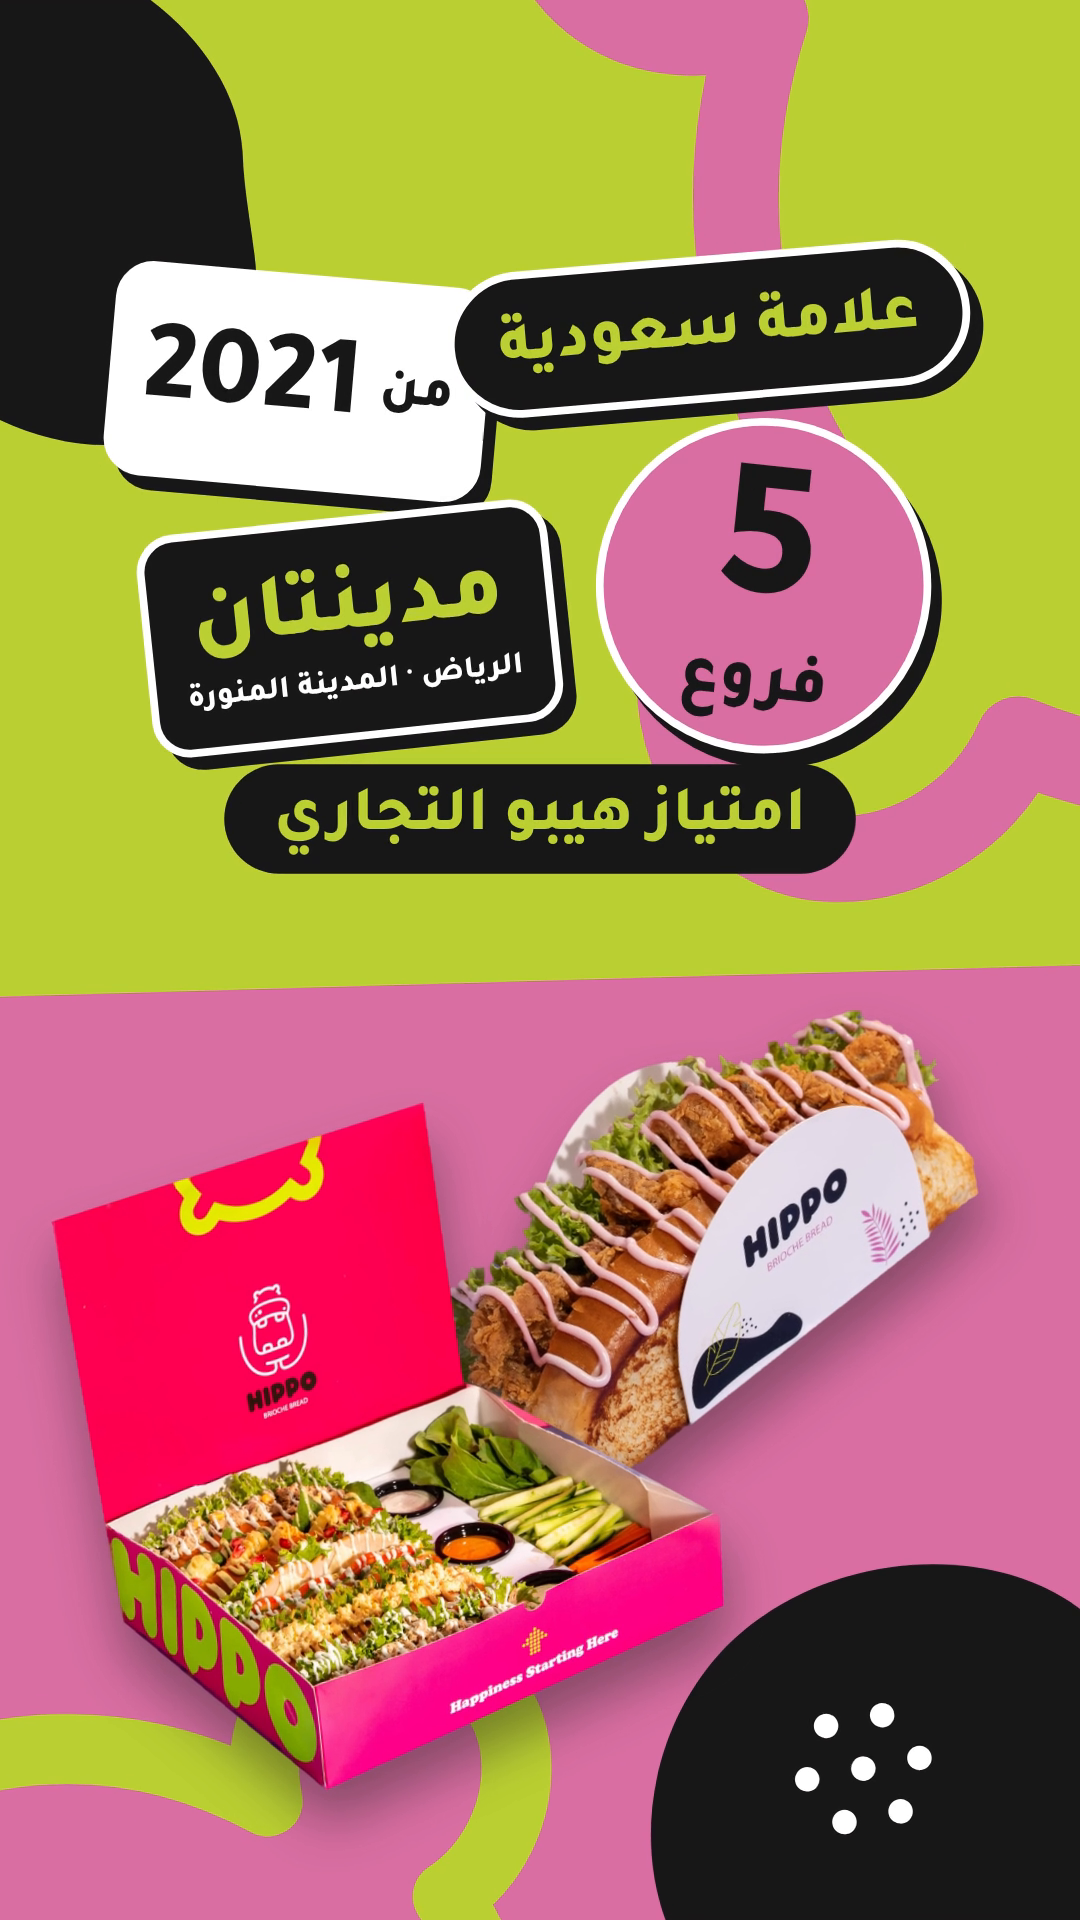 علامة سعودية
من 2021
5
فروع
مدينتان
الرياض · المدينة المنورة
امتياز هيبو التجاري
HIPPO
BRIOCHE BREAD
HIPPO
BRIOCHE BREAD
HIPPO
Happiness Starting Here